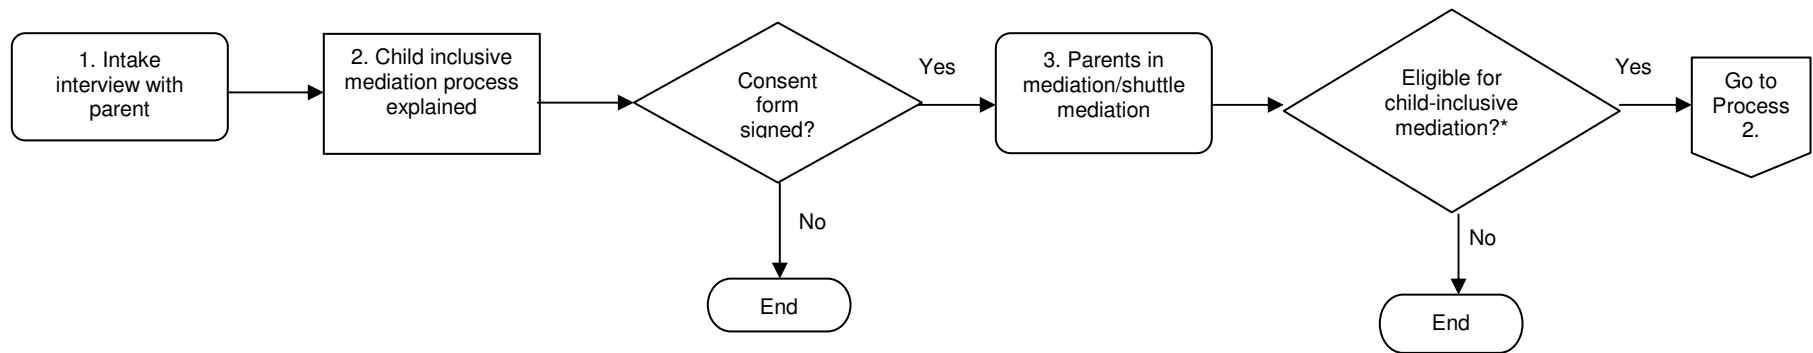 1. Intake
interview with
parent
2. Child inclusive
mediation process
explained
Consent
form
signed?
Yes
No
End
3. Parents in
mediation/shuttle
mediation
Eligible for
child-inclusive
mediation?*
Yes
No
End
Go to
Process
2.